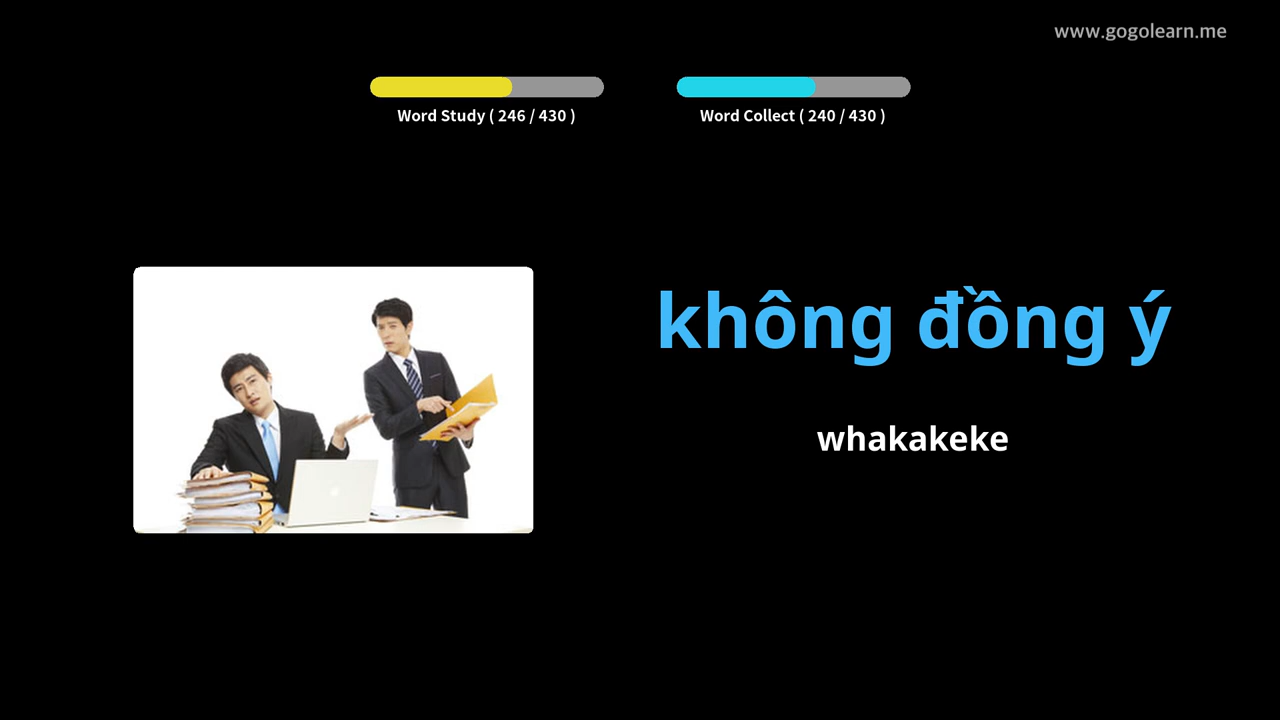 www.gogolearn.me
Word Study ( 246 / 430 )
Word Collect ( 240 / 430 )
không đồng ý
whakakeke